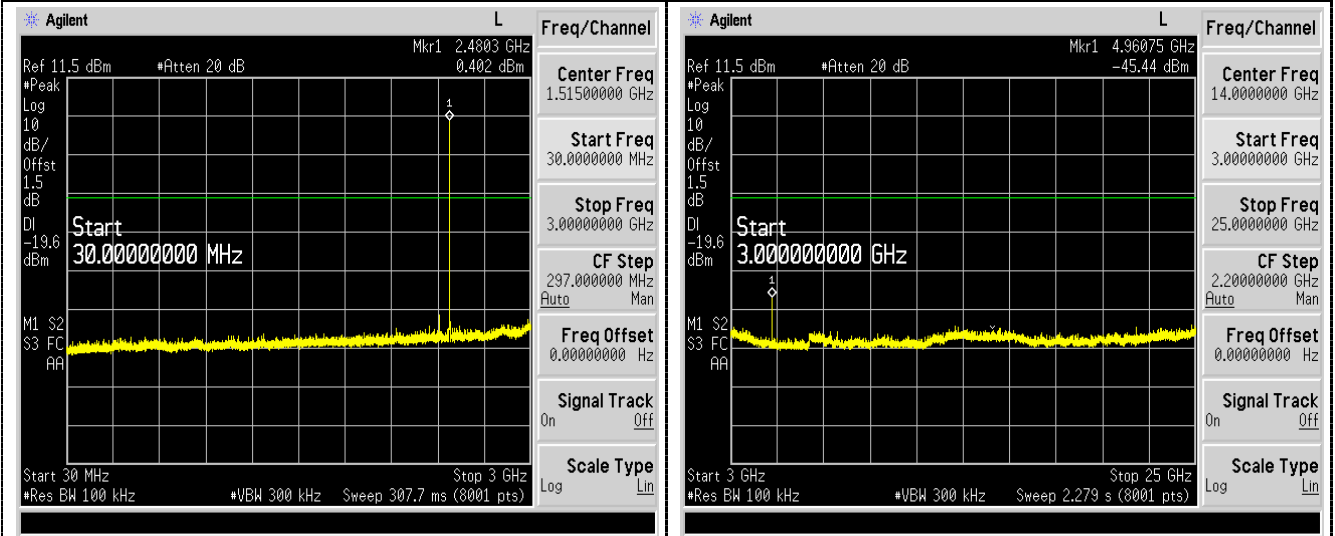 Agilent L
Mkr1 2.4803 GHz
Ref 11.5 dBm #Atten 20 dB 0.402 dBm
#Peak
Log
10
dB/
Offst
1.5
dB
DI
-19.6
dBm
1
Start
30.00000000 MHz
M1 S2
S3 FC
AA
Start 30 MHz Stop 3 GHz
#Res BW 100 kHz #VBW 300 kHz Sweep 307.7 ms (8001 pts)
Freq/Channel
Center Freq
1.51500000 GHz
Start Freq
30.0000000 MHz
Stop Freq
3.00000000 GHz
CF Step
297.000000 MHz
Auto Man
Freq Offset
0.00000000 Hz
Signal Track
On Off
Scale Type
Log Lin
Agilent L
Mkr1 4.96075 GHz
Ref 11.5 dBm #Atten 20 dB -45.44 dBm
#Peak
Log
10
dB/
Offst
1.5
dB
DI
-19.6
dBm
Start
3.000000000 GHz
1
M1 S2
S3 FC
AA
Start 3 GHz Stop 25 GHz
#Res BW 100 kHz #VBW 300 kHz Sweep 2.279 s (8001 pts)
Freq/Channel
Center Freq
14.0000000 GHz
Start Freq
3.00000000 GHz
Stop Freq
25.0000000 GHz
CF Step
2.20000000 GHz
Auto Man
Freq Offset
0.00000000 Hz
Signal Track
On Off
Scale Type
Log Lin